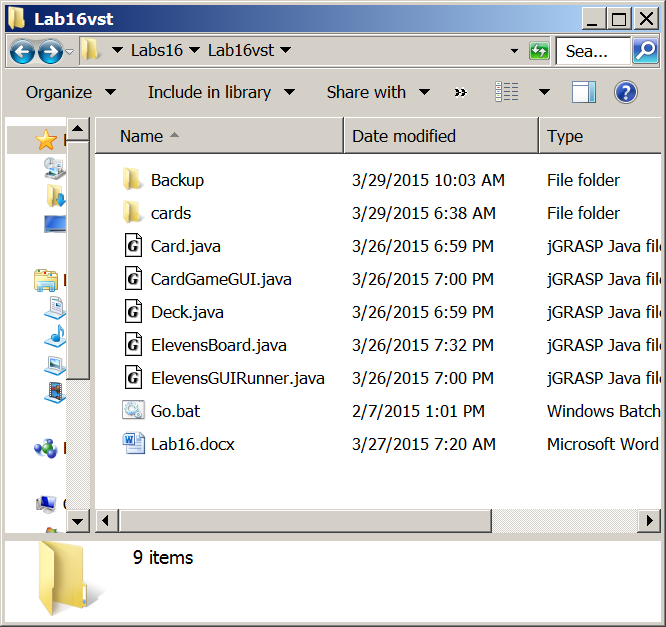 Lab16vst
Labs16 Lab16vst Sea...
Organize Include in library Share with »
Name Date modified Type
Backup 3/29/2015 10:03 AM File folder
cards 3/29/2015 6:38 AM File folder
Card.java 3/26/2015 6:59 PM jGRASP Java file
CardGameGUI.java 3/26/2015 7:00 PM jGRASP Java file
Deck.java 3/26/2015 6:59 PM jGRASP Java file
ElevensBoard.java 3/26/2015 7:32 PM jGRASP Java file
ElevensGUIRunner.java 3/26/2015 7:00 PM jGRASP Java file
Go.bat 2/7/2015 1:01 PM Windows Batch
Lab16.docx 3/27/2015 7:20 AM Microsoft Word
9 items